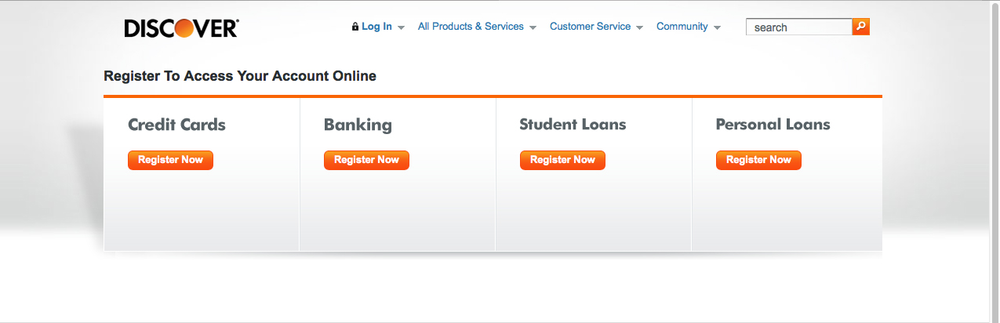 DISCOVER
Log In All Products & Services Customer Service Community search
Register To Access Your Account Online
Credit Cards Banking Student Loans Personal Loans
Register Now Register Now Register Now Register Now